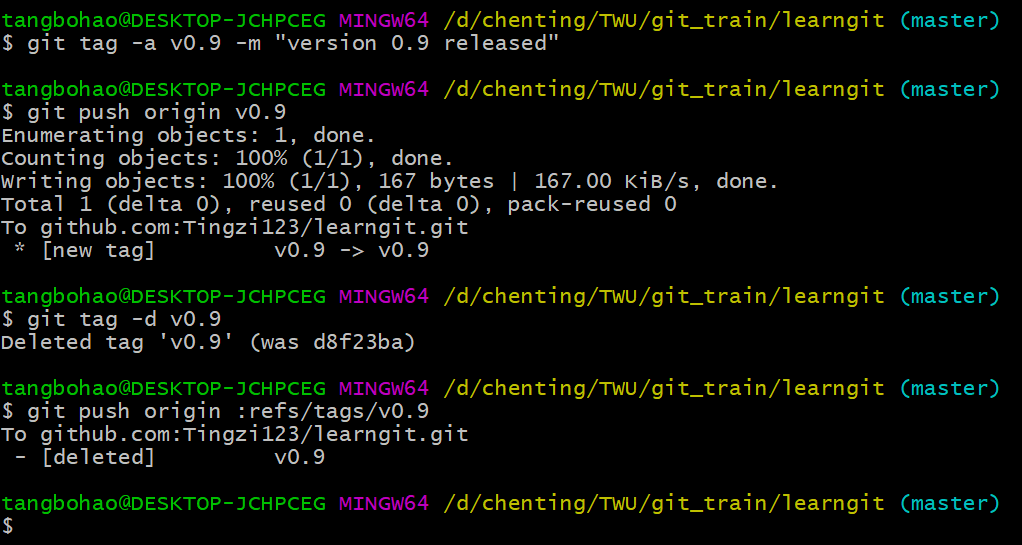 tangbohao@DESKTOP-JCHPCEG MINGW64 /d/chenting/TWU/git_train/learngit (master)
$ git tag -a v0.9 -m "version 0.9 released"
tangbohao@DESKTOP-JCHPCEG MINGW64 /d/chenting/TWU/git_train/learngit (master)
$ git push origin v0.9
Enumerating objects: 1, done.
Counting objects: 100% (1/1), done.
Writing objects: 100% (1/1), 167 bytes | 167.00 KiB/s, done.
Total 1 (delta 0), reused 0 (delta 0), pack-reused 0
To github.com:Tingzi123/learngit.git
 * [new tag]         v0.9 -> v0.9
tangbohao@DESKTOP-JCHPCEG MINGW64 /d/chenting/TWU/git_train/learngit (master)
$ git tag -d v0.9
Deleted tag 'v0.9' (was d8f23ba)
tangbohao@DESKTOP-JCHPCEG MINGW64 /d/chenting/TWU/git_train/learngit (master)
$ git push origin :refs/tags/v0.9
To github.com:Tingzi123/learngit.git
 - [deleted]         v0.9
tangbohao@DESKTOP-JCHPCEG MINGW64 /d/chenting/TWU/git_train/learngit (master)
$